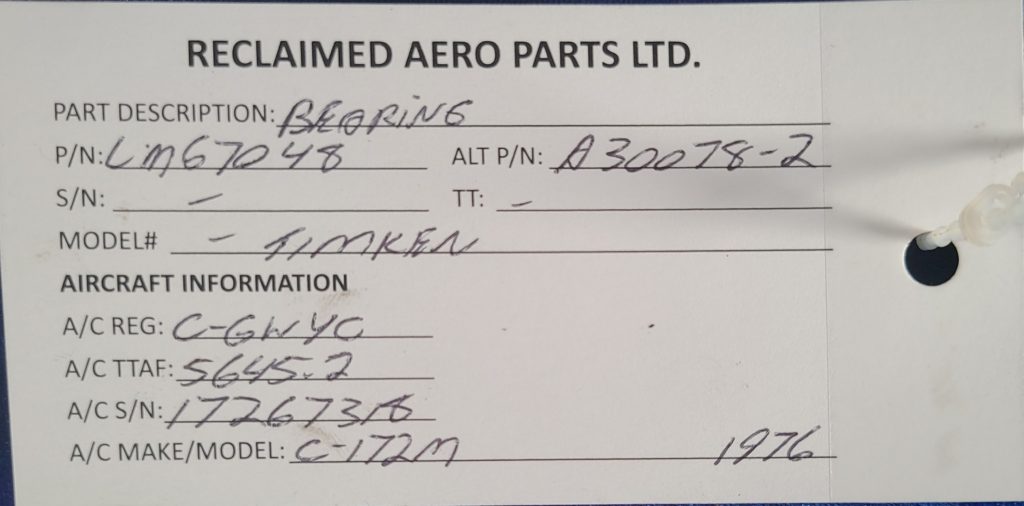 RECLAIMED AERO PARTS LTD.
PART DESCRIPTION: BEARING
P/N: LM67048 ALT P/N: A30078-2
S/N: - TT: -
MODEL# - TIMKEN
AIRCRAFT INFORMATION
A/C REG: C-GWYC
A/C TTAF: 5645.2
A/C S/N: 17267318
A/C MAKE/MODEL: C-172M 1976